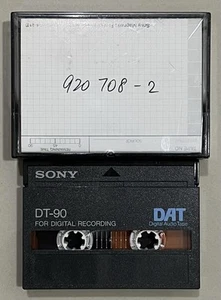 920 708-2
SONY
DT-90
FOR DIGITAL RECORDING
DAT
Digital Audio Tape